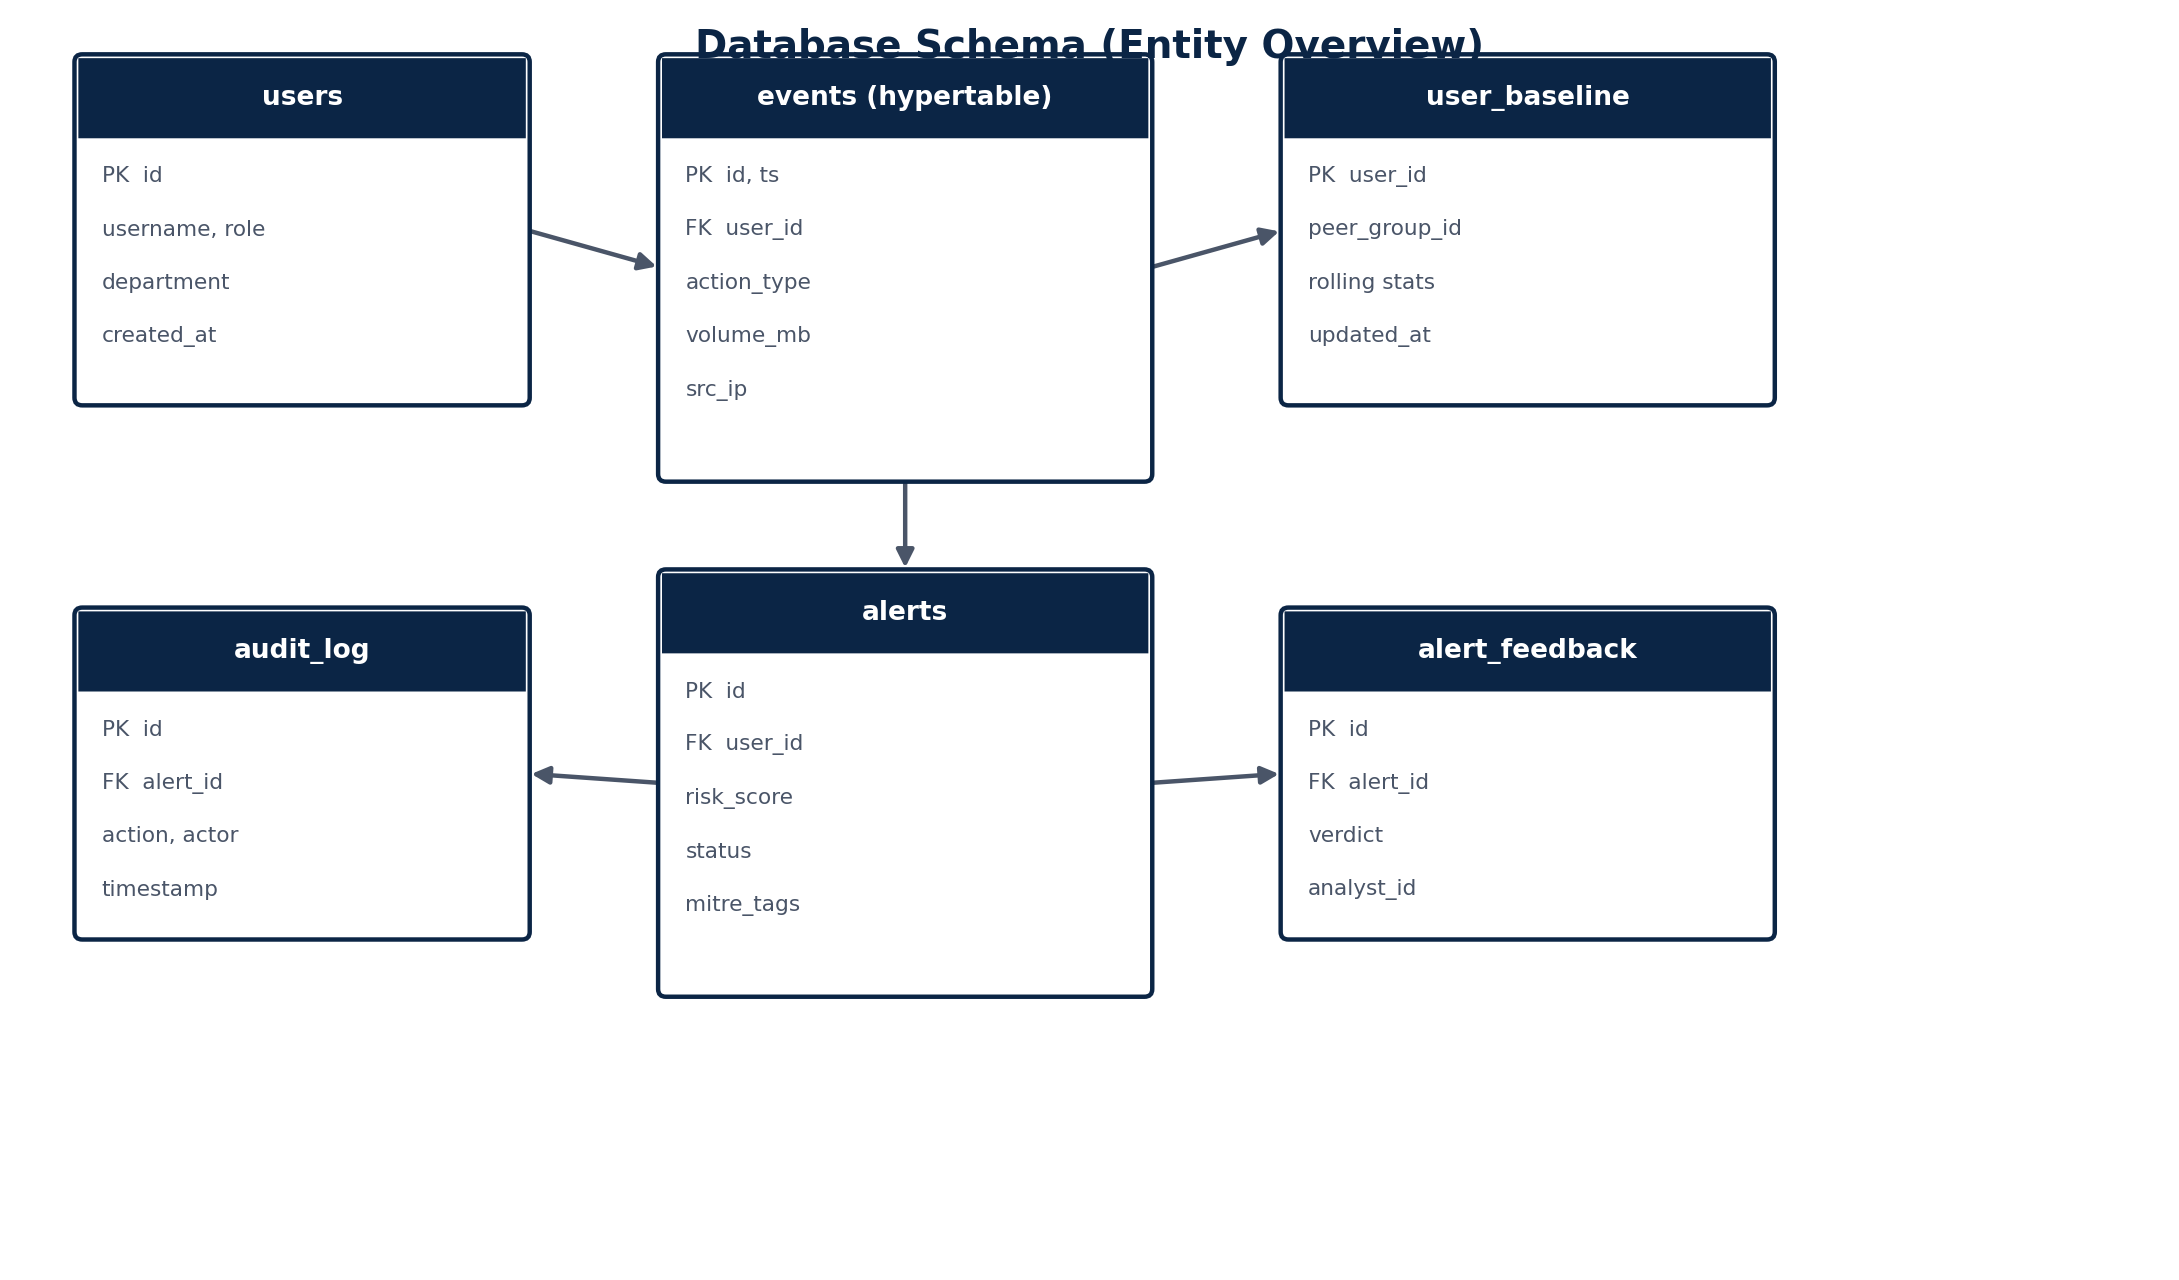 Database Schema (Entity Overview)
users
PK  id
username, role
department
created_at
events (hypertable)
PK  id, ts
FK  user_id
action_type
volume_mb
src_ip
user_baseline
PK  user_id
peer_group_id
rolling stats
updated_at
audit_log
PK  id
FK  alert_id
action, actor
timestamp
alerts
PK  id
FK  user_id
risk_score
status
mitre_tags
alert_feedback
PK  id
FK  alert_id
verdict
analyst_id